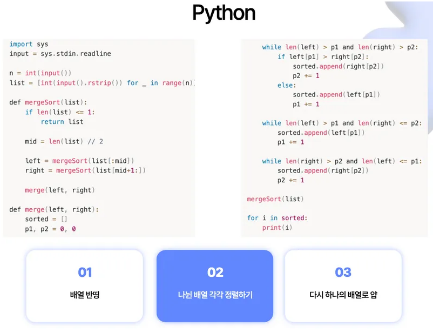 Python
import sys
input = sys.stdin.readline
n = int(input())
list = [int(input().rstrip()) for _ in range(n)
def mergeSort(list):
if len(list) <= 1:
return list
mid = len(list) // 2
left = mergeSort(list[:mid])
right = mergeSort(list[mid+1:])
merge(left, right)
def merge(left, right):
sorted = []
p1, p2 = 0, 0
while len(left) > p1 and len(right) > p2:
if left[p1] > right[p2]:
sorted.append(right[p2])
p2 += 1
else:
sorted.append(left[p1])
p1 += 1
while len(left) > p1 and len(right) <= p2:
sorted.append(left[p1])
p1 += 1
while len(right) > p2 and len(left) <= p1:
sorted.append(right[p2])
p2 += 1
mergeSort(list)
for i in sorted:
print(i)
01
배열 반띵
02
나뉜 배열 각각 정렬하기
03
다시 하나의 배열로 얍